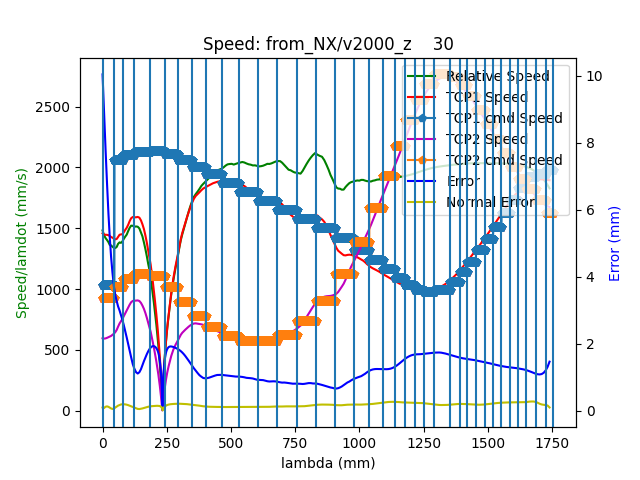 Speed: from_NX/v2000_z    30
Relative Speed
TCP1 Speed
TCP1 cmd Speed
TCP2 Speed
TCP2 cmd Speed
Error
Normal Error
Speed/lamdot (mm/s)
Error (mm)
2500
2000
1500
1000
500
0
10
8
6
4
2
0
0 250 500 750 1000 1250 1500 1750
lambda (mm)